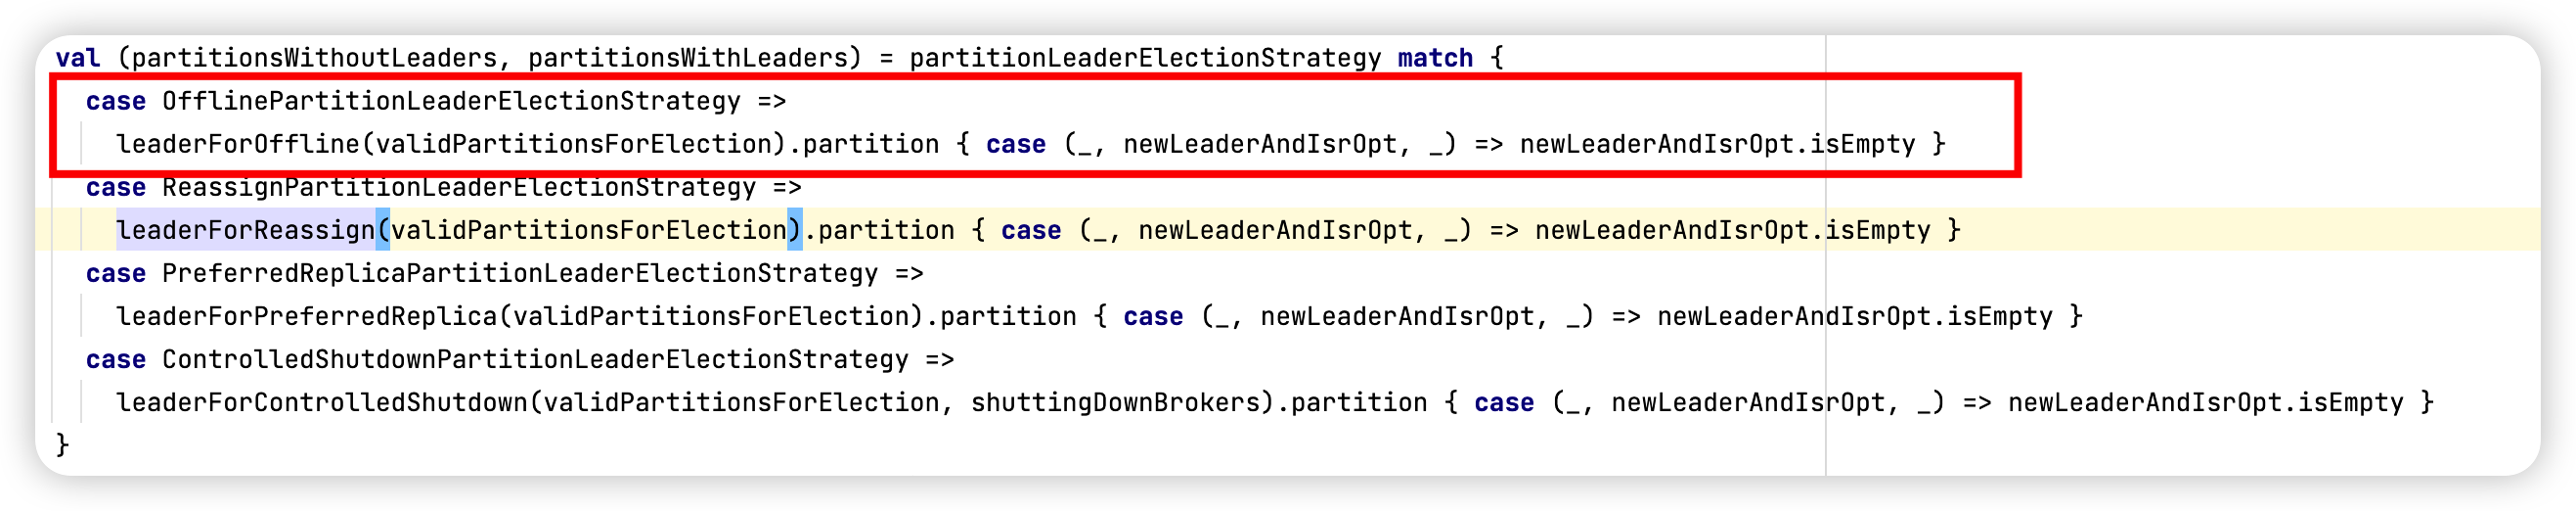 val (partitionsWithoutLeaders, partitionsWithLeaders) = partitionLeaderElectionStrategy match {
  case OfflinePartitionLeaderElectionStrategy =>
    leaderForOffline(validPartitionsForElection).partition { case (_, newLeaderAndIsrOpt, _) => newLeaderAndIsrOpt.isEmpty }
  case ReassignPartitionLeaderElectionStrategy =>
    leaderForReassign(validPartitionsForElection).partition { case (_, newLeaderAndIsrOpt, _) => newLeaderAndIsrOpt.isEmpty }
  case PreferredReplicaPartitionLeaderElectionStrategy =>
    leaderForPreferredReplica(validPartitionsForElection).partition { case (_, newLeaderAndIsrOpt, _) => newLeaderAndIsrOpt.isEmpty }
  case ControlledShutdownPartitionLeaderElectionStrategy =>
    leaderForControlledShutdown(validPartitionsForElection, shuttingDownBrokers).partition { case (_, newLeaderAndIsrOpt, _) => newLeaderAndIsrOpt.isEmpty }
}